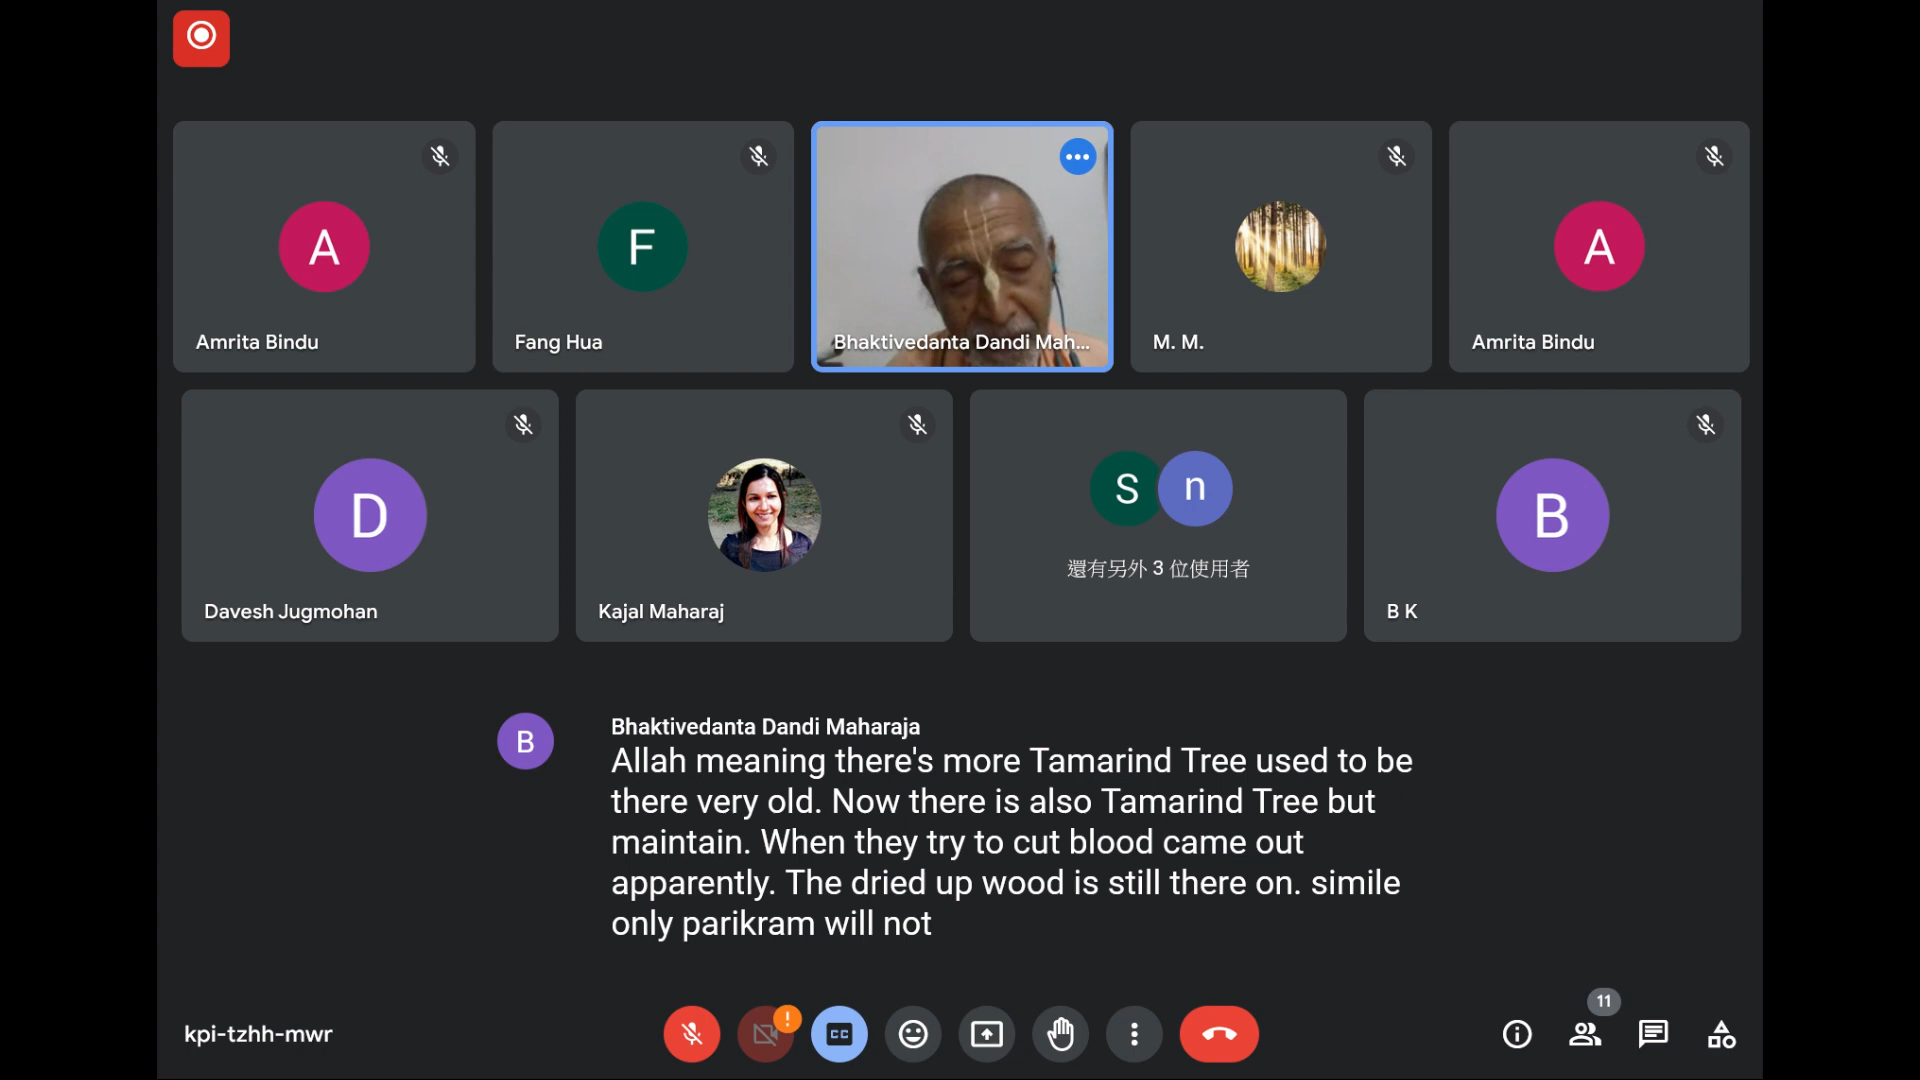 A
Amrita Bindu
F
Fang Hua
Bhaktivedanta Dandi Mah...
M. M.
A
Amrita Bindu
D
Davesh Jugmohan
Kajal Maharaj
S n
還有另外 3 位使用者
B
B K
B
Bhaktivedanta Dandi Maharaja
Allah meaning there's more Tamarind Tree used to be
there very old. Now there is also Tamarind Tree but
maintain. When they try to cut blood came out
apparently. The dried up wood is still there on. simile
only parikram will not
kpi-tzhh-mwr
!
CC
11